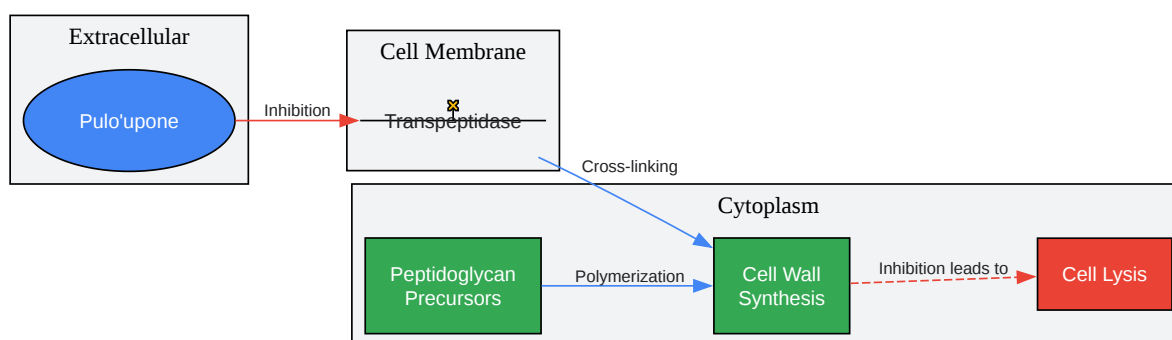 Extracellular
Pulo'upone
Inhibition
Cell Membrane
Transpeptidase
Cross-linking
Cytoplasm
Peptidoglycan
Precursors
Polymerization
Cell Wall
Synthesis
Inhibition leads to
Cell Lysis